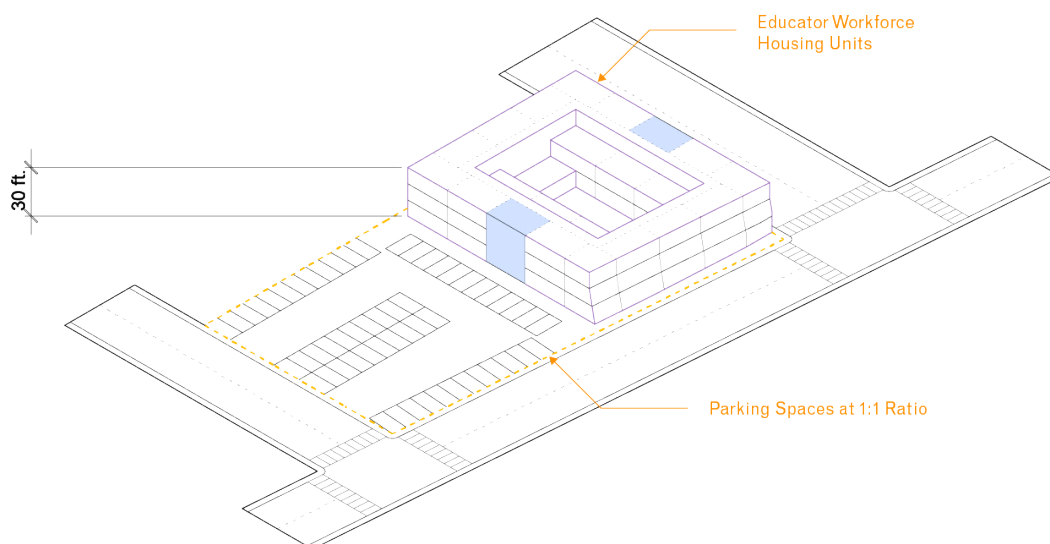 Educator Workforce
Housing Units
30 ft.
Parking Spaces at 1:1 Ratio